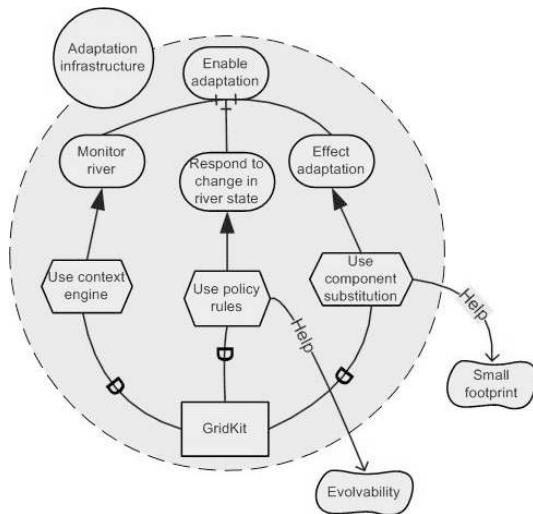 Adaptation
infrastructure
Enable
adaptation
Monitor
river
Respond to
change in
river state
Effect
adaptation
Use context
engine
Use policy
rules
Use
component
substitution
Help
Help
Small
footprint
GridKit
Evolvability